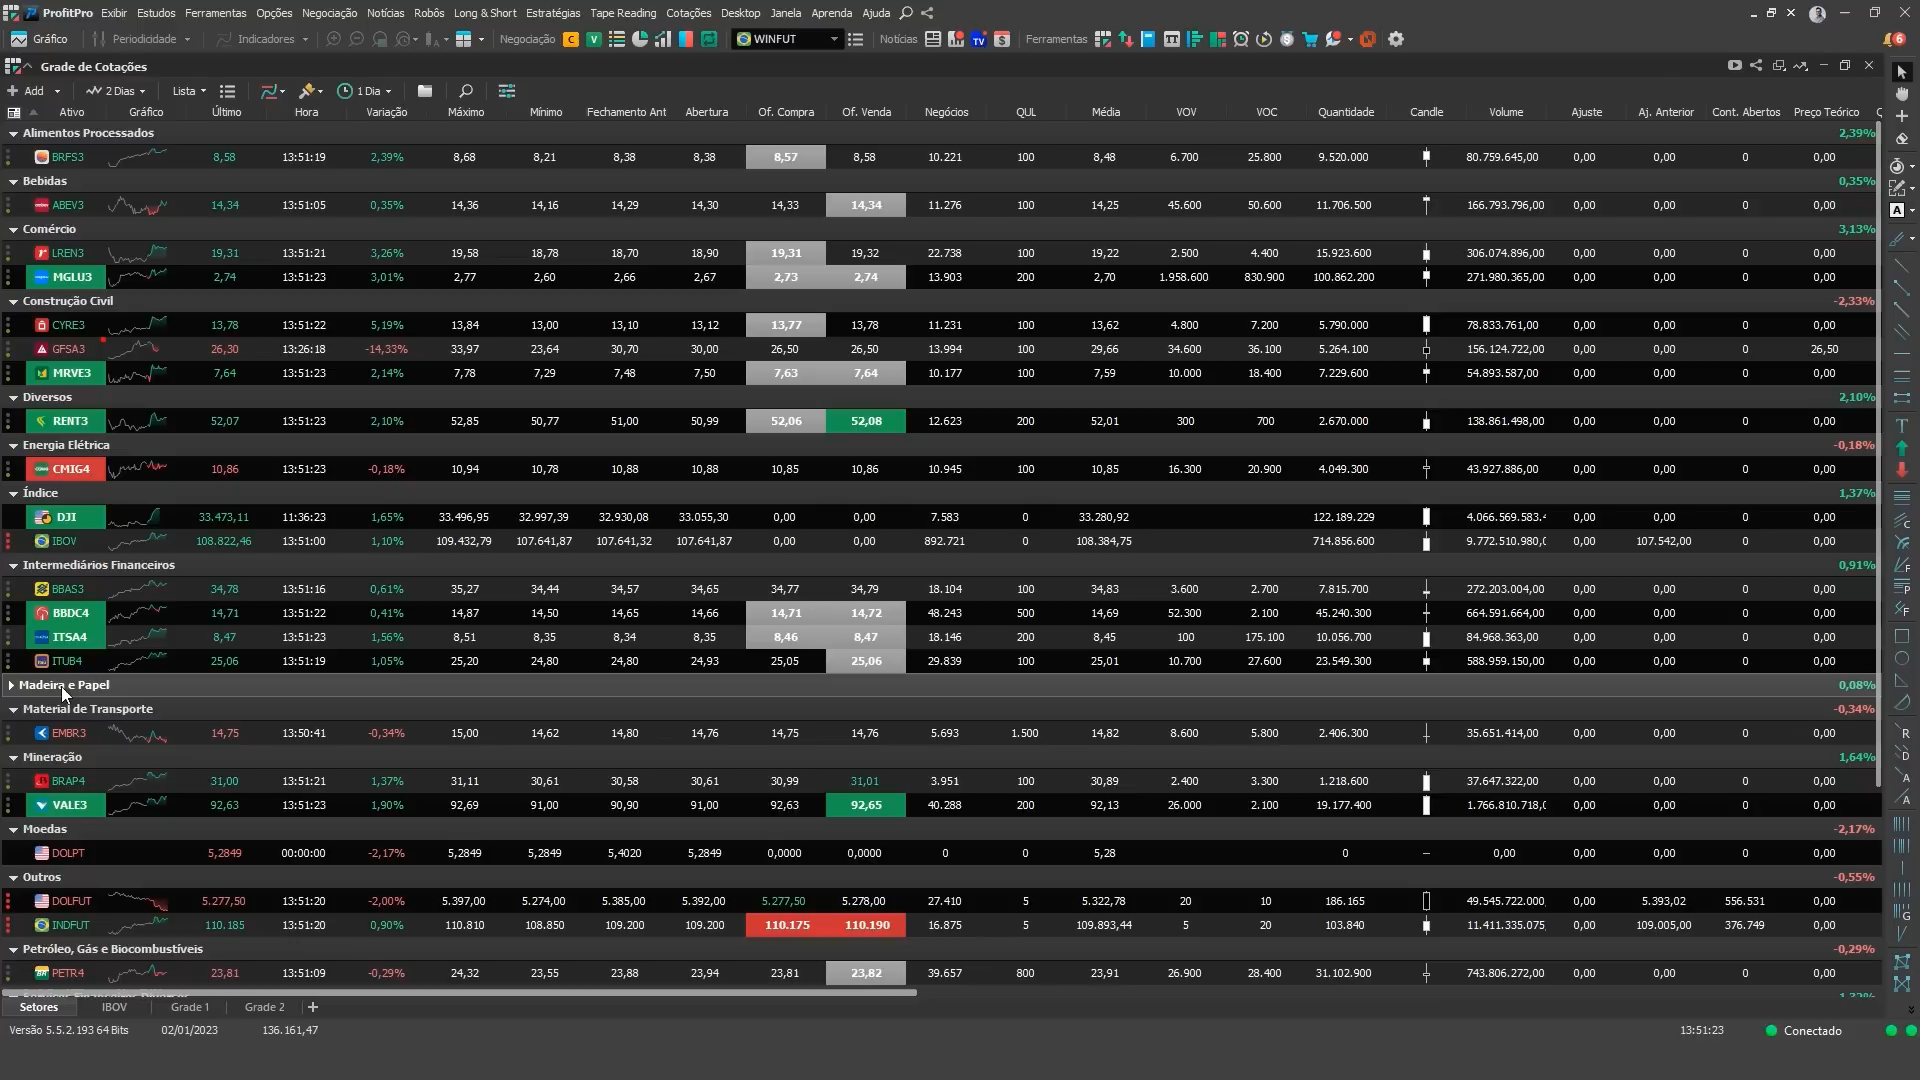 ProfitPro Exibir Estudos Ferramentas Opções Negociação Notícias Robôs Long & Short Estratégias Tape Reading Cotações Desktop Janela Aprenda Ajuda
Gráfico Periodicidade Indicadores Negociação C V WINFUT Notícias TV $ Ferramentas 6
Grade de Cotações
Add 2 Dias Lista 1 Dia
Ativo Gráfico Último Hora Variação Máximo Mínimo Fechamento Ant Abertura Of. Compra Of. Venda Negócios QUL Média VOV VOC Quantidade Candle Volume Ajuste Aj. Anterior Cont. Abertos Preço Teórico
Alimentos Processados 2,39%
BRFS3 8,58 13:51:19 2,39% 8,68 8,21 8,38 8,38 8,57 8,58 10.221 100 8,48 6.700 25.800 9.520.000 80.759.645,00 0,00 0,00 0 0,00
Bebidas 0,35%
ABEV3 14,34 13:51:05 0,35% 14,36 14,16 14,29 14,30 14,33 14,34 11.276 100 14,25 45.600 50.600 11.706.500 166.793.796,00 0,00 0,00 0 0,00
Comércio 3,13%
LREN3 19,31 13:51:21 3,26% 19,58 18,78 18,70 18,90 19,31 19,32 22.738 100 19,22 2.500 4.400 15.923.600 306.074.896,00 0,00 0,00 0 0,00
MGLU3 2,74 13:51:23 3,01% 2,77 2,60 2,66 2,67 2,73 2,74 13.903 200 2,70 1.958.600 830.900 100.862.200 271.980.365,00 0,00 0,00 0 0,00
Construção Civil -2,33%
CYRE3 13,78 13:51:22 5,19% 13,84 13,00 13,10 13,12 13,77 13,78 11.231 100 13,62 4.800 7.200 5.790.000 78.833.761,00 0,00 0,00 0 0,00
GFSA3 26,30 13:26:18 -14,33% 33,97 23,64 30,70 30,00 26,50 26,50 13.994 100 29,66 34.600 36.100 5.264.100 156.124.722,00 0,00 0,00 0 26,50
MRVE3 7,64 13:51:23 2,14% 7,78 7,29 7,48 7,50 7,63 7,64 10.177 100 7,59 10.000 18.400 7.229.600 54.893.587,00 0,00 0,00 0 0,00
Diversos 2,10%
RENT3 52,07 13:51:23 2,10% 52,85 50,77 51,00 50,99 52,06 52,08 12.623 200 52,01 300 700 2.670.000 138.861.498,00 0,00 0,00 0 0,00
Energia Elétrica -0,18%
CMIG4 10,86 13:51:23 -0,18% 10,94 10,78 10,88 10,88 10,85 10,86 10.945 100 10,85 16.300 20.900 4.049.300 43.927.886,00 0,00 0,00 0 0,00
Índice 1,37%
DJI 33.473,11 11:36:23 1,65% 33.496,95 32.997,39 32.930,08 33.055,30 0,00 0,00 7.583 0 33.280,92 122.189.229 4.066.569.583, 0,00 0,00 0 0,00
IBOV 108.822,46 13:51:00 1,10% 109.432,79 107.641,87 107.641,32 107.641,87 0,00 0,00 892.721 0 108.384,75 714.856.600 9.772.510.980, 0,00 107.542,00 0 0,00
Intermediários Financeiros 0,91%
BBAS3 34,78 13:51:16 0,61% 35,27 34,44 34,57 34,65 34,77 34,79 18.104 100 34,83 3.600 2.700 7.815.700 272.203.004,00 0,00 0,00 0 0,00
BBDC4 14,71 13:51:22 0,41% 14,87 14,50 14,65 14,66 14,71 14,72 48.243 500 14,69 52.300 2.100 45.240.300 664.591.664,00 0,00 0,00 0 0,00
ITSA4 8,47 13:51:23 1,56% 8,51 8,35 8,34 8,35 8,46 8,47 18.146 200 8,45 100 175.100 10.056.700 84.968.363,00 0,00 0,00 0 0,00
ITUB4 25,06 13:51:19 1,05% 25,20 24,80 24,80 24,93 25,05 25,06 29.839 100 25,01 10.700 27.600 23.549.300 588.959.150,00 0,00 0,00 0 0,00
Madeira e Papel 0,08%
Material de Transporte -0,34%
EMBR3 14,75 13:50:41 -0,34% 15,00 14,62 14,80 14,76 14,75 14,76 5.693 1.500 14,82 8.600 5.800 2.406.300 35.651.414,00 0,00 0,00 0 0,00
Mineração 1,64%
BRAP4 31,00 13:51:21 1,37% 31,11 30,61 30,58 30,61 30,99 31,01 3.951 100 30,89 2.400 3.300 1.218.600 37.647.322,00 0,00 0,00 0 0,00
VALE3 92,63 13:51:23 1,90% 92,69 91,00 90,90 91,00 92,63 92,65 40.288 200 92,13 26.000 2.100 19.177.400 1.766.810.718, 0,00 0,00 0 0,00
Moedas -2,17%
DOLPT 5,2849 00:00:00 -2,17% 5,2849 5,2849 5,4020 5,2849 0,0000 0,0000 0 0 5,28 0 0,00 0,00 0,00 0 0,00
Outros -0,55%
DOLFUT 5.277,50 13:51:20 -2,00% 5.397,00 5.274,00 5.385,00 5.392,00 5.277,50 5.278,00 27.410 5 5.322,78 20 10 186.165 49.545.722.000, 0,00 5.393,02 556.531 0,00
INDFUT 110.185 13:51:20 0,90% 110.810 108.850 109.200 109.200 110.175 110.190 16.875 5 109.893,44 5 20 103.840 11.411.335.075, 0,00 109.005,00 376.749 0,00
Petróleo, Gás e Biocombustíveis -0,29%
PETR4 23,81 13:51:09 -0,29% 24,32 23,55 23,88 23,94 23,81 23,82 39.657 800 23,91 26.900 28.400 31.102.900 743.806.272,00 0,00 0,00 0 0,00
Setores IBOV Grade 1 Grade 2
Versão 5.5.2.193 64 Bits 02/01/2023 136.161,47 13:51:23 Conectado